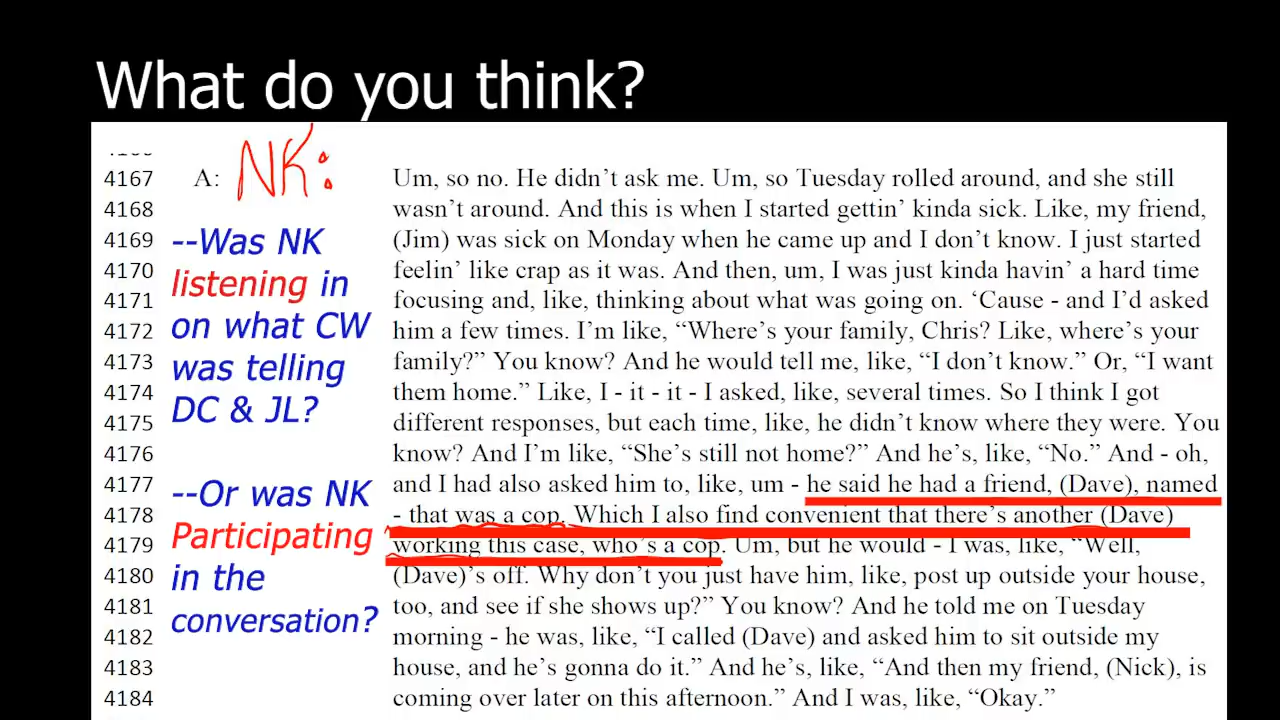 What do you think?
4167 A: NK: Um, so no. He didn't ask me. Um, so Tuesday rolled around, and she still
4168 wasn't around. And this is when I started gettin' kinda sick. Like, my friend,
4169 (Jim) was sick on Monday when he came up and I don't know. I just started
4170 feelin' like crap as it was. And then, um, I was just kinda havin' a hard time
4171 focusing and, like, thinking about what was going on. 'Cause - and I'd asked
4172 him a few times. I'm like, "Where's your family, Chris? Like, where's your
4173 family?" You know? And he would tell me, like, "I don't know." Or, "I want
4174 them home." Like, I - it - it - I asked, like, several times. So I think I got
4175 different responses, but each time, like, he didn't know where they were. You
4176 know? And I'm like, "She's still not home?" And he's, like, "No." And - oh,
4177 and I had also asked him to, like, um - he said he had a friend, (Dave), named
4178 - that was a cop. Which I also find convenient that there's another (Dave)
4179 working this case, who's a cop. Um, but he would - I was, like, "Well,
4180 (Dave)'s off. Why don't you just have him, like, post up outside your house,
4181 too, and see if she shows up?" You know? And he told me on Tuesday
4182 morning - he was, like, "I called (Dave) and asked him to sit outside my
4183 house, and he's gonna do it." And he's, like, "And then my friend, (Nick), is
4184 coming over later on this afternoon." And I was, like, "Okay."
--Was NK
listening in
on what CW
was telling
DC & JL?
--Or was NK
Participating
in the
conversation?